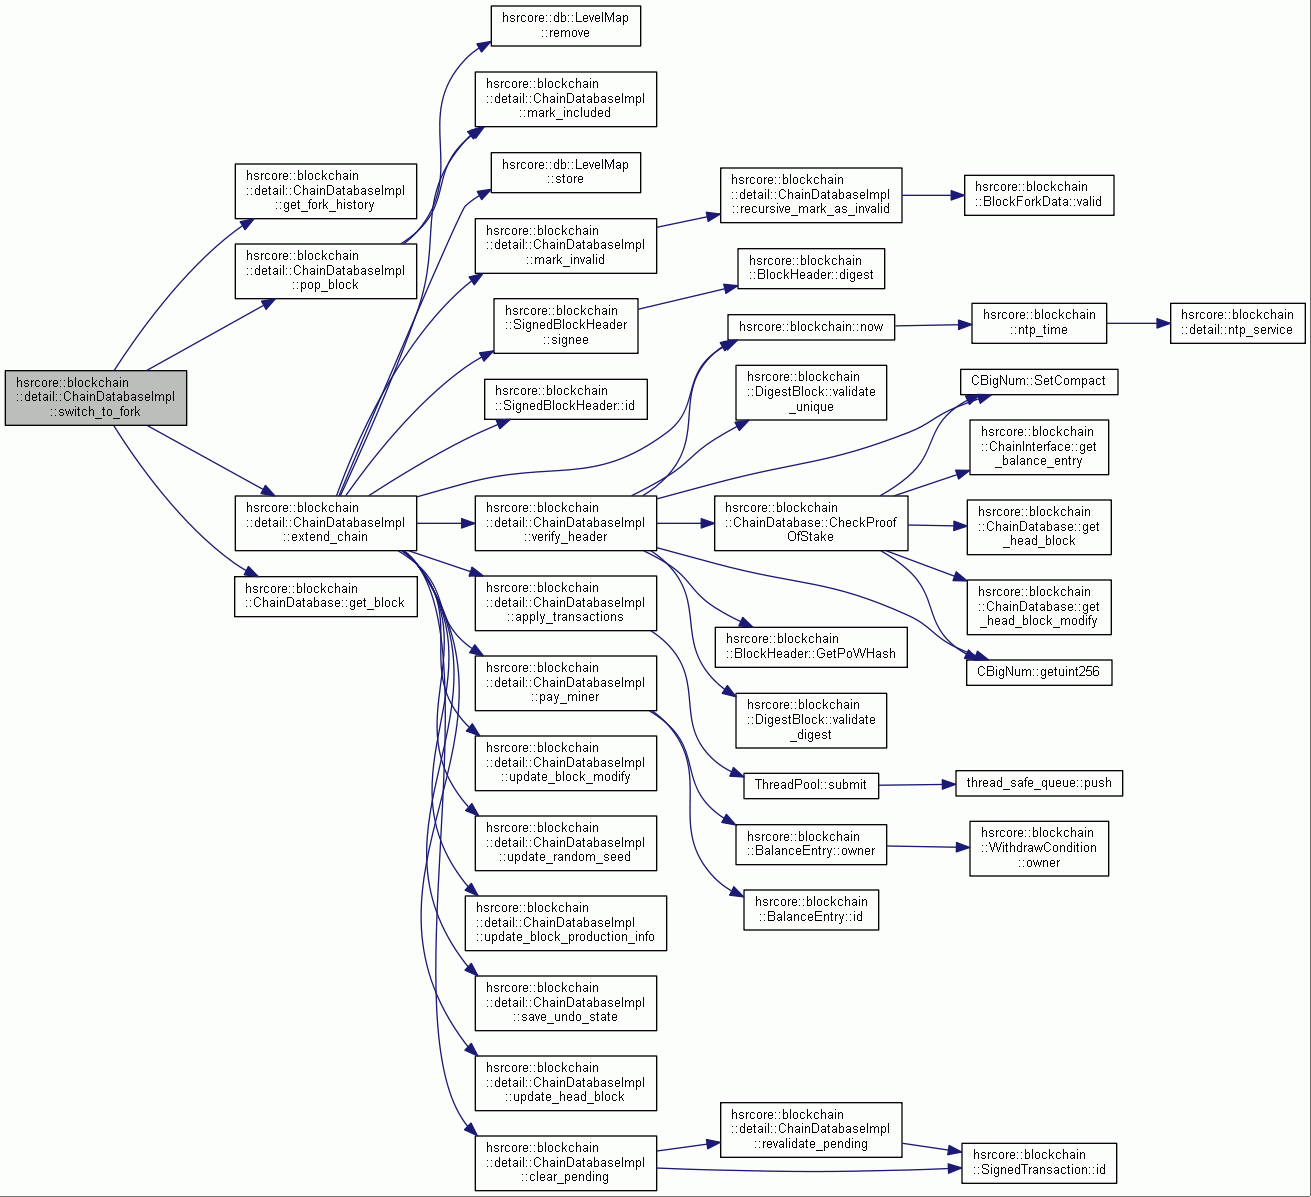 hsrcore::blockchain
::detail::ChainDatabaseImpl
::switch_to_fork
hsrcore::blockchain
::detail::ChainDatabaseImpl
::get_fork_history
hsrcore::blockchain
::detail::ChainDatabaseImpl
::pop_block
hsrcore::blockchain
::detail::ChainDatabaseImpl
::extend_chain
hsrcore::blockchain
::ChainDatabase::get_block
hsrcore::db::LevelMap
::remove
hsrcore::blockchain
::detail::ChainDatabaseImpl
::mark_included
hsrcore::db::LevelMap
::store
hsrcore::blockchain
::detail::ChainDatabaseImpl
::mark_invalid
hsrcore::blockchain
::SignedBlockHeader
::signee
hsrcore::blockchain
::SignedBlockHeader::id
hsrcore::blockchain
::detail::ChainDatabaseImpl
::verify_header
hsrcore::blockchain
::detail::ChainDatabaseImpl
::apply_transactions
hsrcore::blockchain
::detail::ChainDatabaseImpl
::pay_miner
hsrcore::blockchain
::detail::ChainDatabaseImpl
::update_block_modify
hsrcore::blockchain
::detail::ChainDatabaseImpl
::update_random_seed
hsrcore::blockchain
::detail::ChainDatabaseImpl
::update_block_production_info
hsrcore::blockchain
::detail::ChainDatabaseImpl
::save_undo_state
hsrcore::blockchain
::detail::ChainDatabaseImpl
::update_head_block
hsrcore::blockchain
::detail::ChainDatabaseImpl
::clear_pending
hsrcore::blockchain
::detail::ChainDatabaseImpl
::recursive_mark_as_invalid
hsrcore::blockchain
::BlockHeader::digest
hsrcore::blockchain::now
hsrcore::blockchain
::DigestBlock::validate
_unique
hsrcore::blockchain
::ChainDatabase::CheckProof
OfStake
hsrcore::blockchain
::BlockHeader::GetPoWHash
hsrcore::blockchain
::DigestBlock::validate
_digest
ThreadPool::submit
hsrcore::blockchain
::BalanceEntry::owner
hsrcore::blockchain
::BalanceEntry::id
hsrcore::blockchain
::detail::ChainDatabaseImpl
::revalidate_pending
hsrcore::blockchain
::BlockForkData::valid
hsrcore::blockchain
::ntp_time
CBigNum::SetCompact
hsrcore::blockchain
::ChainInterface::get
_balance_entry
hsrcore::blockchain
::ChainDatabase::get
_head_block
hsrcore::blockchain
::ChainDatabase::get
_head_block_modify
CBigNum::getuint256
thread_safe_queue::push
hsrcore::blockchain
::WithdrawCondition
::owner
hsrcore::blockchain
::SignedTransaction::id
hsrcore::blockchain
::detail::ntp_service